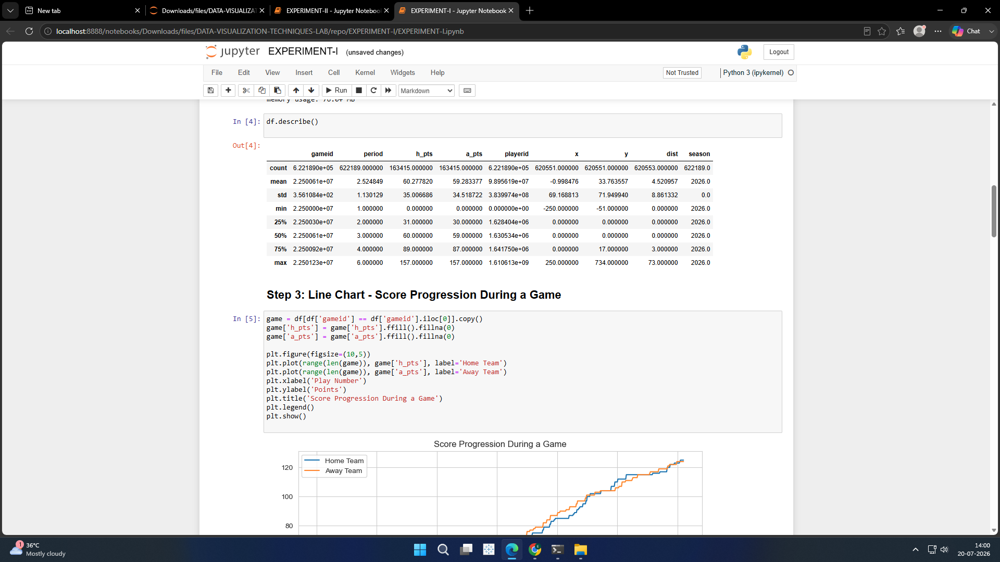 New tab
Downloads/files/DATA-VISUALIZAT
EXPERIMENT-II - Jupyter Notebook
EXPERIMENT-I - Jupyter Notebook
localhost:8888/notebooks/Downloads/files/DATA-VISUALIZATION-TECHNIQUES-LAB/repo/EXPERIMENT-I/EXPERIMENT-I.ipynb
Chat
jupyter EXPERIMENT-I (unsaved changes)
Logout
File Edit View Insert Cell Kernel Widgets Help
Not Trusted
Python 3 (ipykernel)
Run
Markdown
memory usage: 70.6+ MB
In [4]: df.describe()
Out[4]:
gameid period h_pts a_pts playerid x y dist season
count 6.221890e+05 622189.000000 163415.000000 163415.000000 6.221890e+05 620551.000000 620551.000000 620553.000000 622189.0
mean 2.250061e+07 2.524849 60.277820 59.283377 9.895619e+07 -0.998476 33.763557 4.520957 2026.0
std 3.561084e+02 1.130129 35.006686 34.518722 3.839974e+08 69.168813 71.949940 8.861332 0.0
min 2.250000e+07 1.000000 0.000000 0.000000 0.000000e+00 -250.000000 -51.000000 0.000000 2026.0
25% 2.250030e+07 2.000000 31.000000 30.000000 1.628404e+06 0.000000 0.000000 0.000000 2026.0
50% 2.250061e+07 3.000000 60.000000 59.000000 1.630534e+06 0.000000 0.000000 0.000000 2026.0
75% 2.250092e+07 4.000000 89.000000 87.000000 1.641750e+06 0.000000 17.000000 3.000000 2026.0
max 2.250123e+07 6.000000 157.000000 157.000000 1.610613e+09 250.000000 734.000000 73.000000 2026.0
Step 3: Line Chart - Score Progression During a Game
In [5]: game = df[df['gameid'] == df['gameid'].iloc[0]].copy()
game['h_pts'] = game['h_pts'].ffill().fillna(0)
game['a_pts'] = game['a_pts'].ffill().fillna(0)
plt.figure(figsize=(10,5))
plt.plot(range(len(game)), game['h_pts'], label='Home Team')
plt.plot(range(len(game)), game['a_pts'], label='Away Team')
plt.xlabel('Play Number')
plt.ylabel('Points')
plt.title('Score Progression During a Game')
plt.legend()
plt.show()
Score Progression During a Game
Home Team
Away Team
120
100
80
1
36°C
Mostly cloudy
14:00
20-07-2026